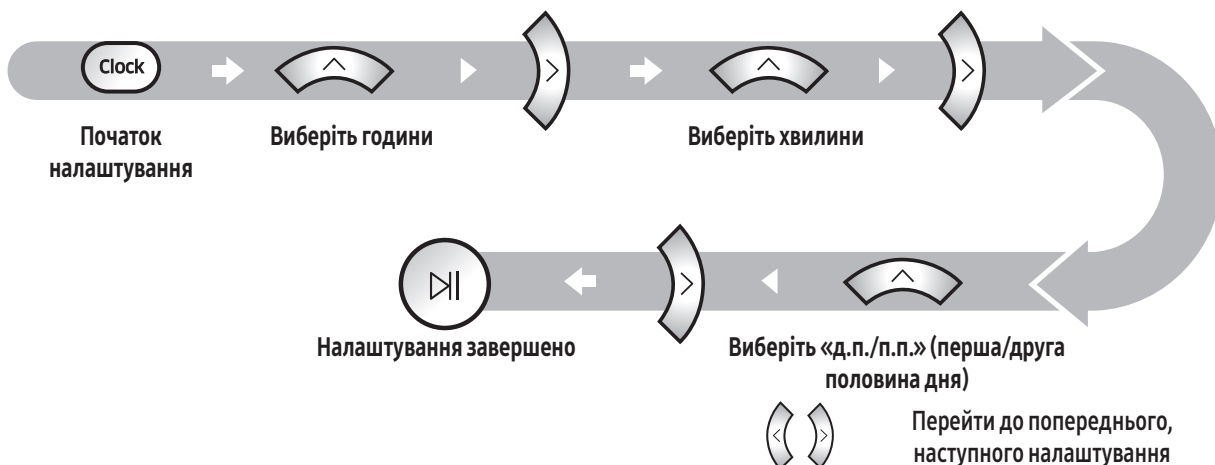 Clock
Початок
налаштування
Виберіть години
Виберіть хвилини
Налаштування завершено
Виберіть «д.п./п.п.» (перша/друга
половина дня)
Перейти до попереднього,
наступного налаштування